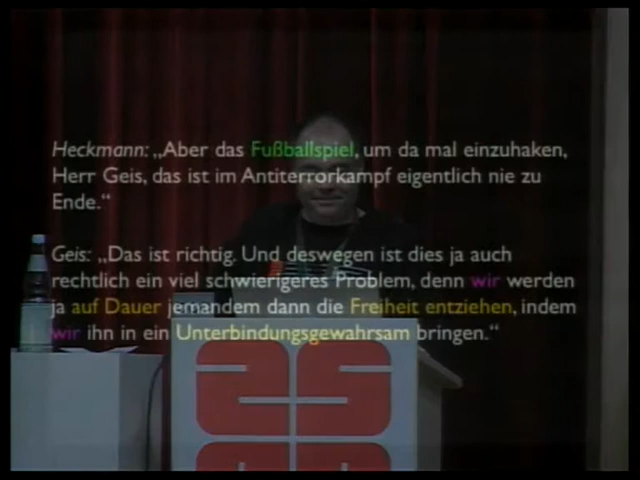 Heckmann: „Aber das Fußballspiel, um da mal einzuhaken,
Herr Geis, das ist im Antiterrorkampf eigentlich nie zu
Ende.“
Geis: „Das ist richtig. Und deswegen ist dies ja auch
rechtlich ein viel schwierigeres Problem, denn wir werden
ja auf Dauer jemandem dann die Freiheit entziehen, indem
wir ihn in ein Unterbindungsgewahrsam bringen.“